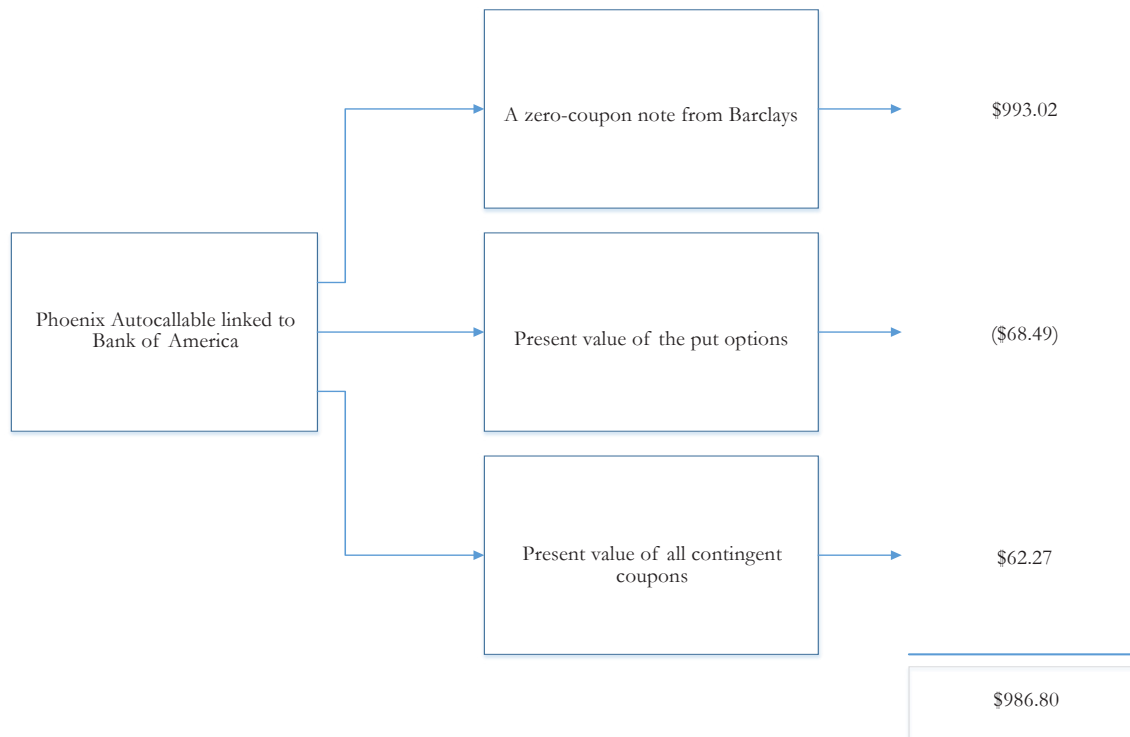 A zero-coupon note from Barclays
$993.02
Phoenix Autocallable linked to
Bank of America
Present value of the put options
($68.49)
Present value of all contingent
coupons
$62.27
$986.80